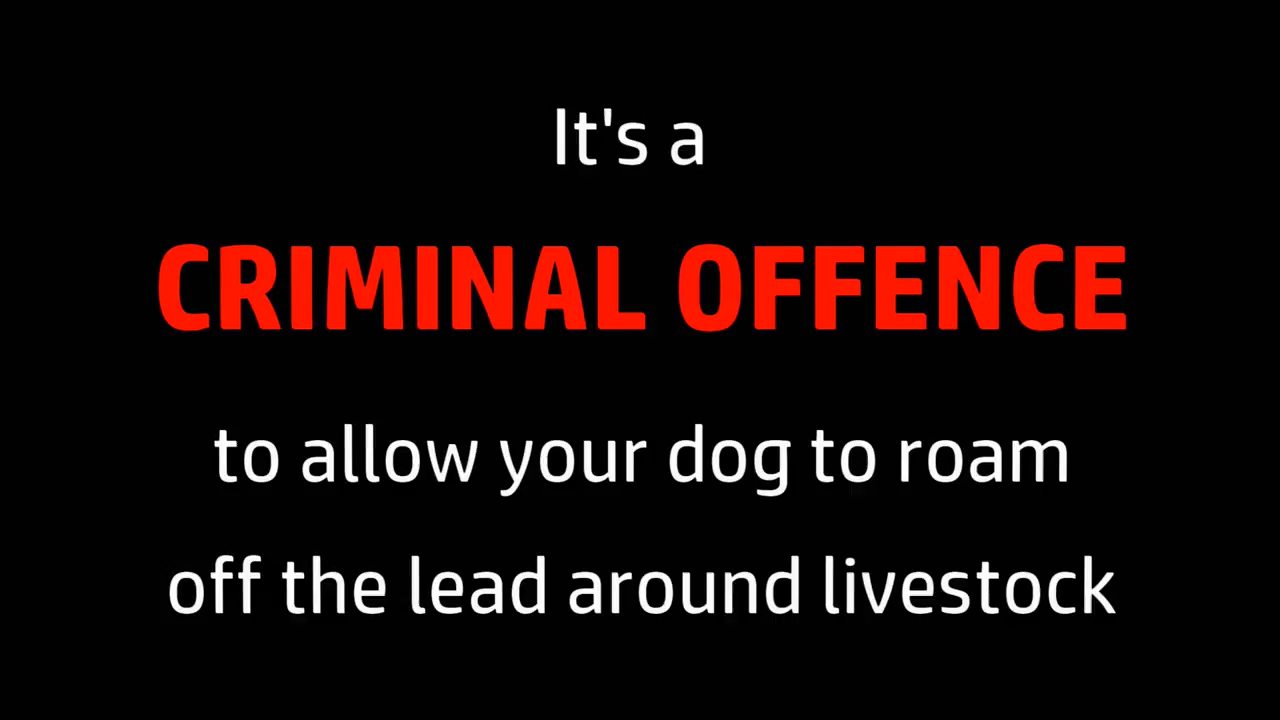 It's a
CRIMINAL OFFENCE
to allow your dog to roam
off the lead around livestock